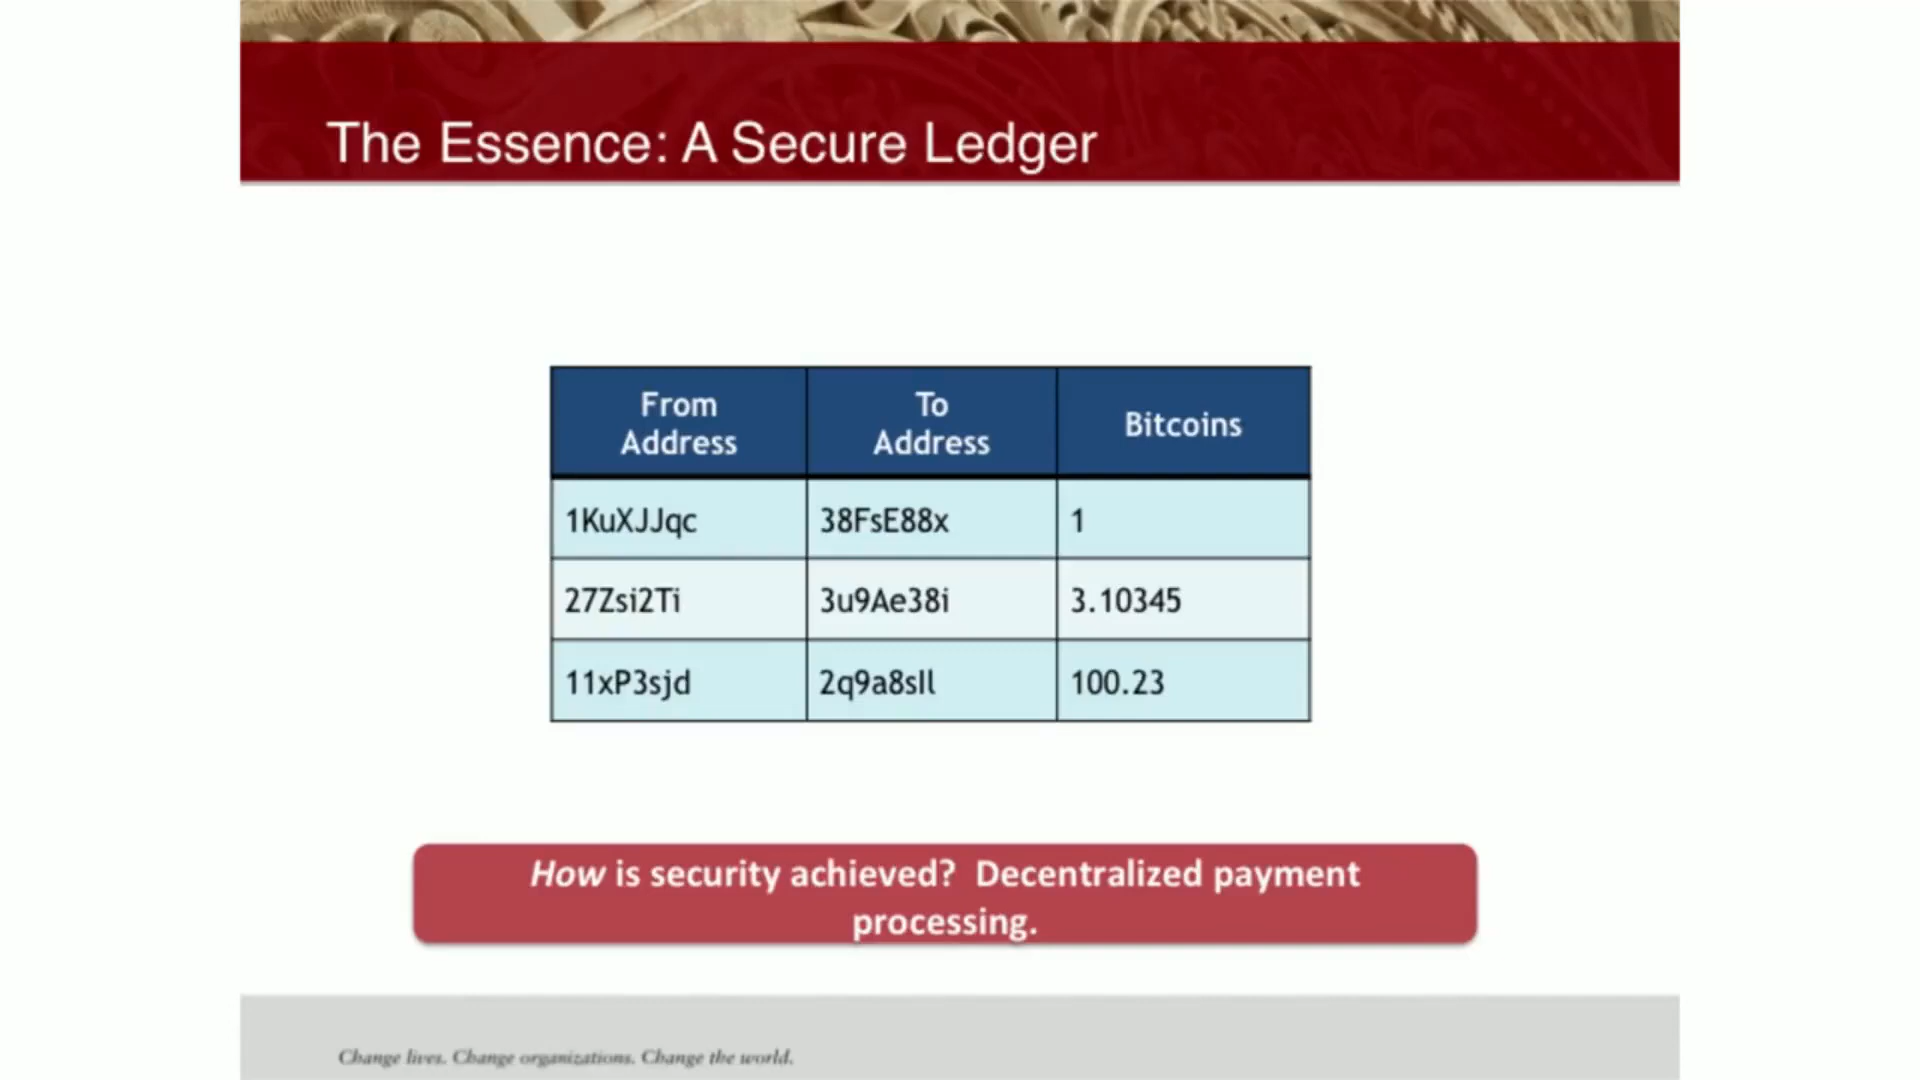 The Essence: A Secure Ledger
From Address
To Address
Bitcoins
1KuXJJqc 38FsE88x 1
27Zsi2Ti 3u9Ae38i 3.10345
11xP3sjd 2q9a8sIl 100.23
How is security achieved? Decentralized payment
processing.
Change lives. Change organizations. Change the world.